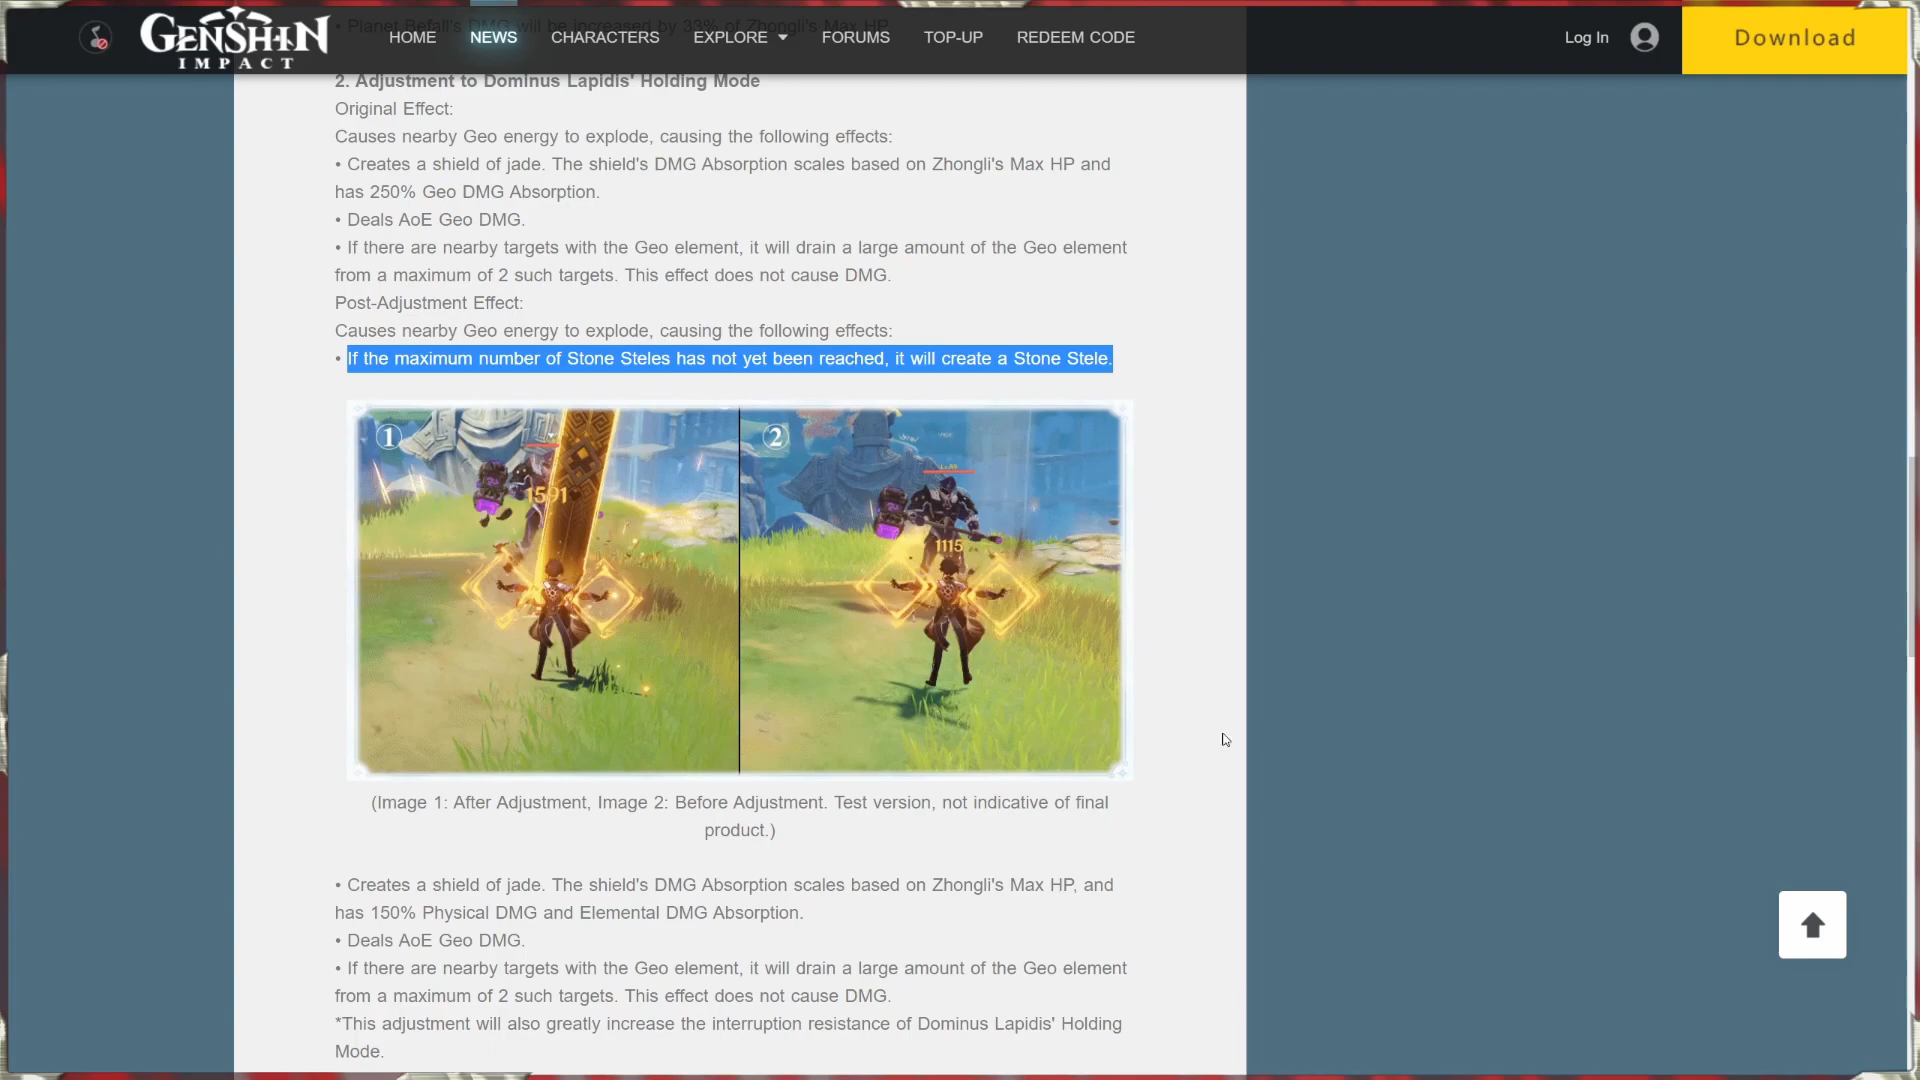 • Planet Befall's DMG will be increased by 33% of Zhongli's Max HP.
GENSHIN
IMPACT
HOME NEWS CHARACTERS EXPLORE FORUMS TOP-UP REDEEM CODE
Log In
Download
2. Adjustment to Dominus Lapidis' Holding Mode
Original Effect:
Causes nearby Geo energy to explode, causing the following effects:
• Creates a shield of jade. The shield's DMG Absorption scales based on Zhongli's Max HP and
has 250% Geo DMG Absorption.
• Deals AoE Geo DMG.
• If there are nearby targets with the Geo element, it will drain a large amount of the Geo element
from a maximum of 2 such targets. This effect does not cause DMG.
Post-Adjustment Effect:
Causes nearby Geo energy to explode, causing the following effects:
• If the maximum number of Stone Steles has not yet been reached, it will create a Stone Stele.
1
2
1591
1115
(Image 1: After Adjustment, Image 2: Before Adjustment. Test version, not indicative of final
product.)
• Creates a shield of jade. The shield's DMG Absorption scales based on Zhongli's Max HP, and
has 150% Physical DMG and Elemental DMG Absorption.
• Deals AoE Geo DMG.
• If there are nearby targets with the Geo element, it will drain a large amount of the Geo element
from a maximum of 2 such targets. This effect does not cause DMG.
*This adjustment will also greatly increase the interruption resistance of Dominus Lapidis' Holding
Mode.